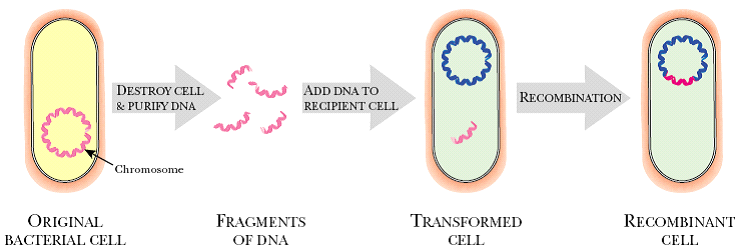 DESTROY CELL
& PURIFY DNA
ADD DNA TO
RECIPIENT CELL
RECOMBINATION
Chromosome
ORIGINAL
BACTERIAL CELL
FRAGMENTS
OF DNA
TRANSFORMED
CELL
RECOMBINANT
CELL